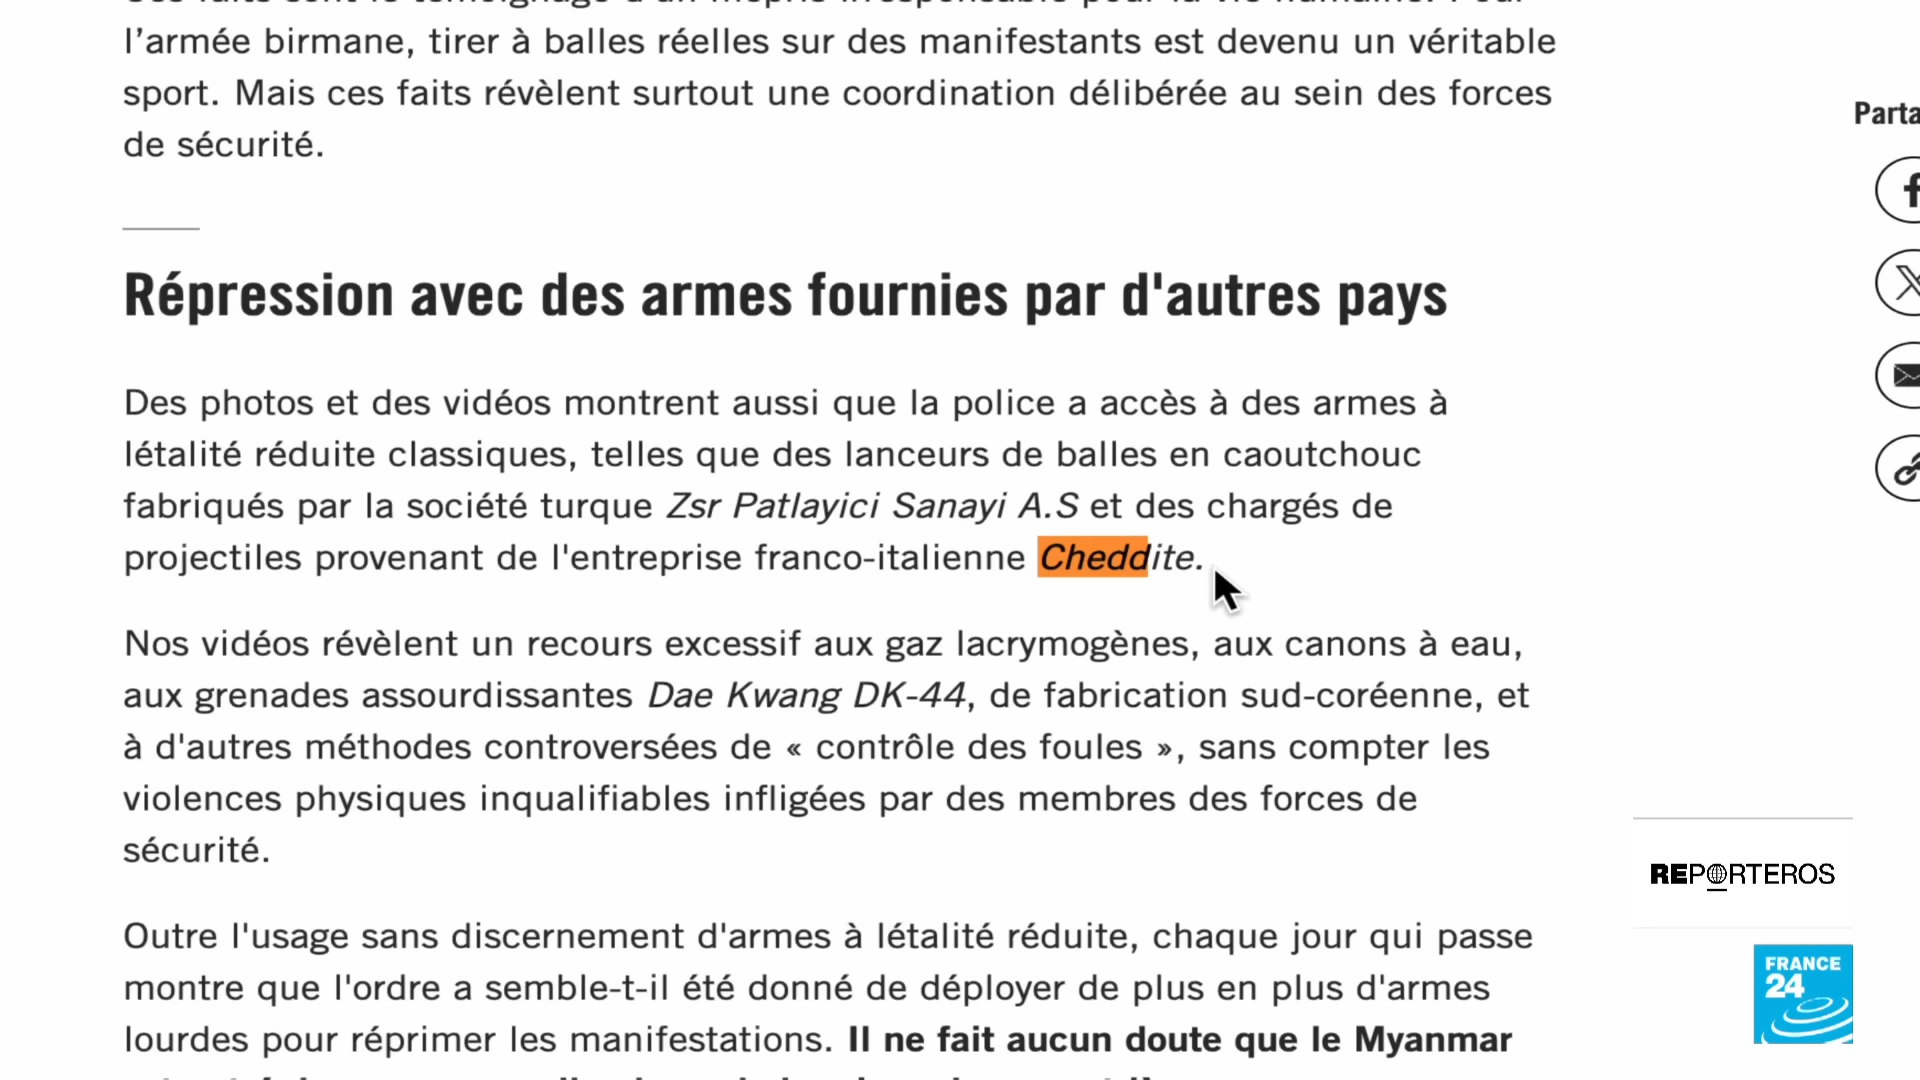 l’armée birmane, tirer à balles réelles sur des manifestants est devenu un véritable
sport. Mais ces faits révèlent surtout une coordination délibérée au sein des forces
de sécurité.
Répression avec des armes fournies par d'autres pays
Des photos et des vidéos montrent aussi que la police a accès à des armes à
létalité réduite classiques, telles que des lanceurs de balles en caoutchouc
fabriqués par la société turque Zsr Patlayici Sanayi A.S et des chargés de
projectiles provenant de l'entreprise franco-italienne Cheddite.
Nos vidéos révèlent un recours excessif aux gaz lacrymogènes, aux canons à eau,
aux grenades assourdissantes Dae Kwang DK-44, de fabrication sud-coréenne, et
à d'autres méthodes controversées de « contrôle des foules », sans compter les
violences physiques inqualifiables infligées par des membres des forces de
sécurité.
Outre l'usage sans discernement d'armes à létalité réduite, chaque jour qui passe
montre que l'ordre a semble-t-il été donné de déployer de plus en plus d'armes
lourdes pour réprimer les manifestations. Il ne fait aucun doute que le Myanmar
Parta
REPORTEROS
FRANCE
24